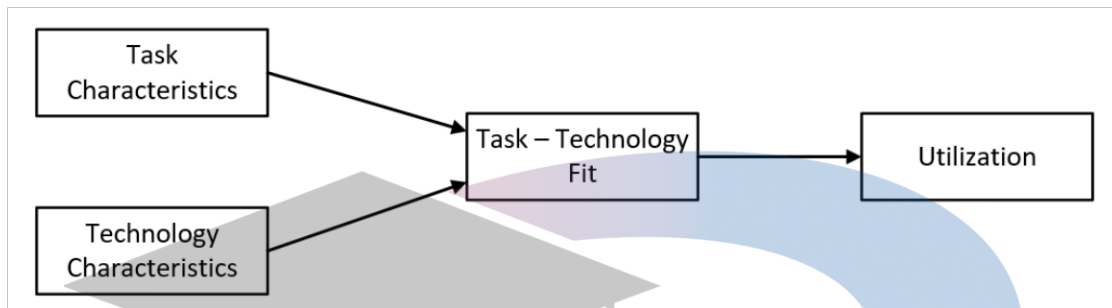 Task
Characteristics
Task – Technology
Fit
Utilization
Technology
Characteristics